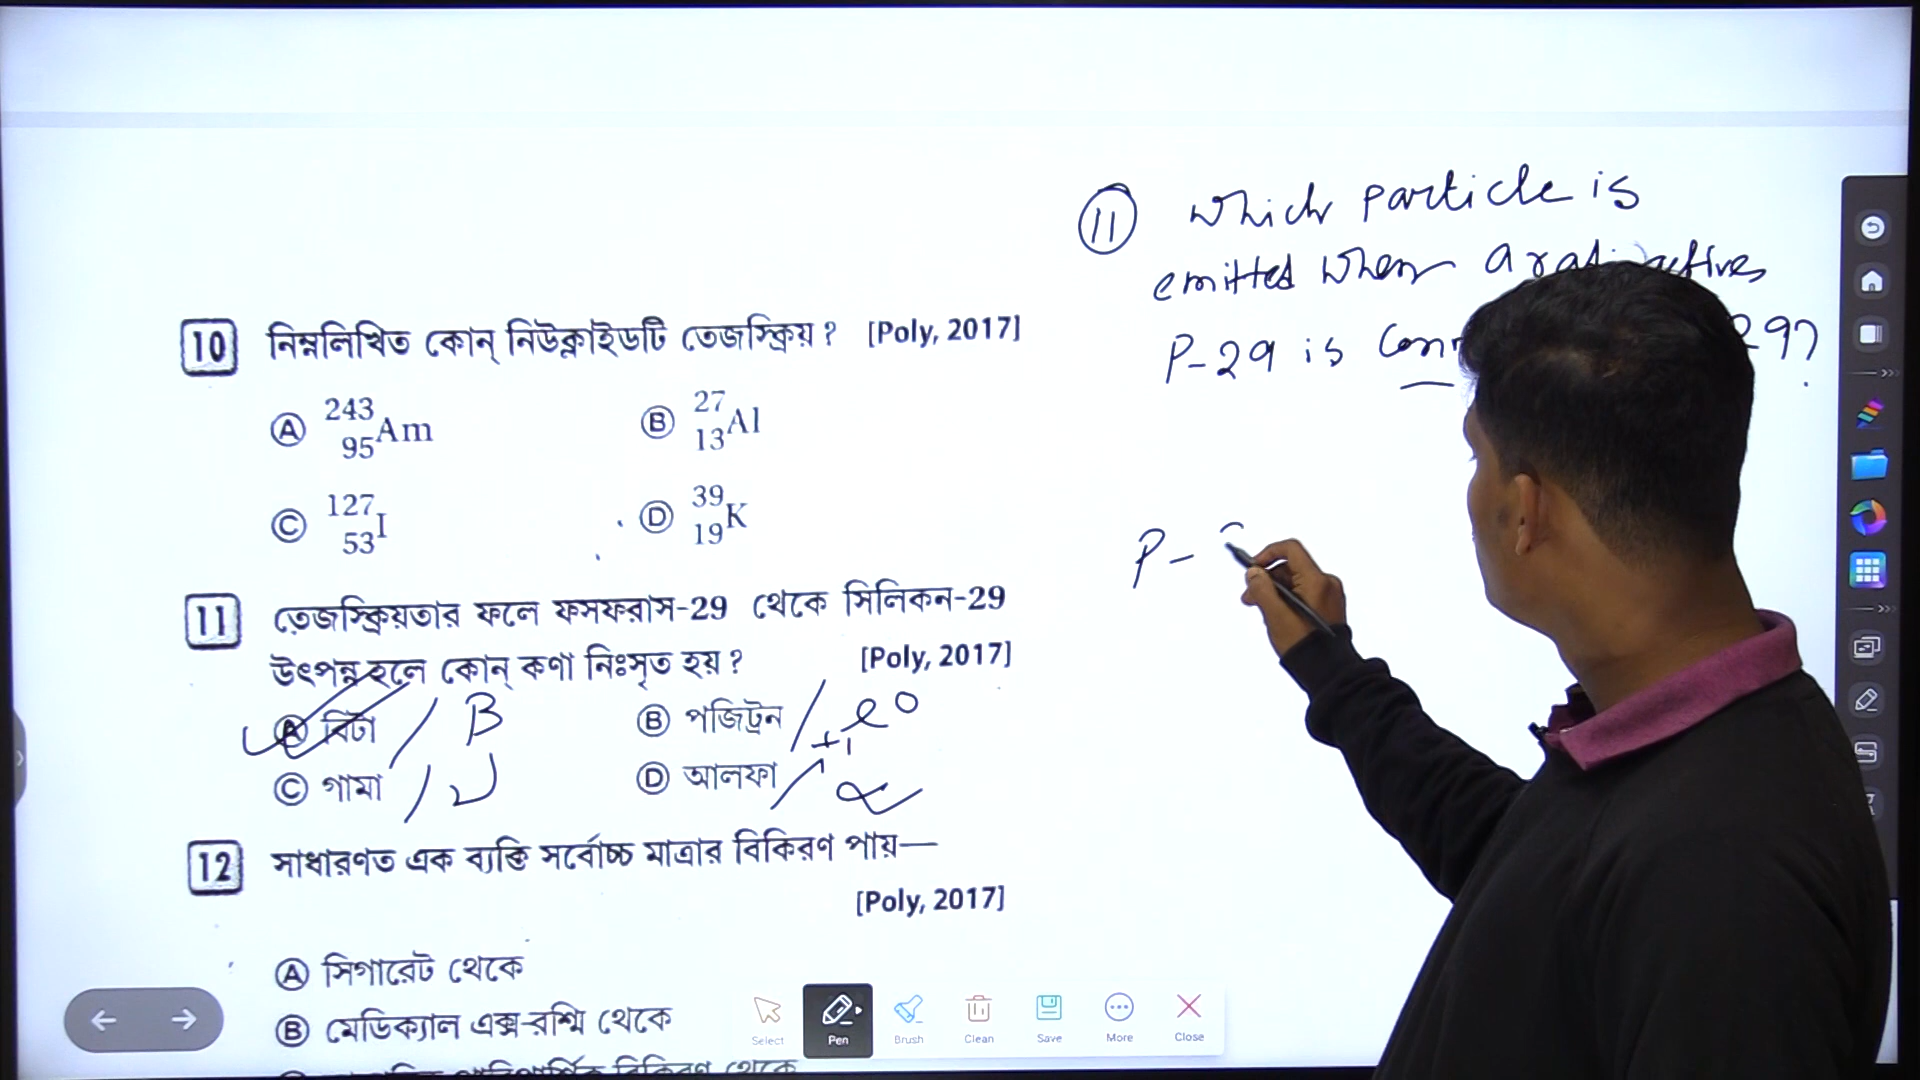 10 নিম্নলিখিত কোন্ নিউক্লাইডটি তেজস্ক্রিয় ? [Poly, 2017]
Ⓐ 243 95 Am Ⓑ 27 13 Al
Ⓒ 127 53 I Ⓓ 39 19 K
11 তেজস্ক্রিয়তার ফলে ফসফরাস-29 থেকে সিলিকন-29
উৎপন্ন হলে কোন্ কণা নিঃসৃত হয় ? [Poly, 2017]
Ⓐ বিটা / β Ⓑ পজিট্রন / +1 e 0
Ⓒ গামা / Ⓓ আলফা / α
12 সাধারণত এক ব্যক্তি সর্বোচ্চ মাত্রার বিকিরণ পায়—
[Poly, 2017]
Ⓐ সিগারেট থেকে
Ⓑ মেডিক্যাল এক্স-রশ্মি থেকে
11 which particle is
emitted when a
P-29 is 29?
P-
Select Pen Brush Clean Save More Close